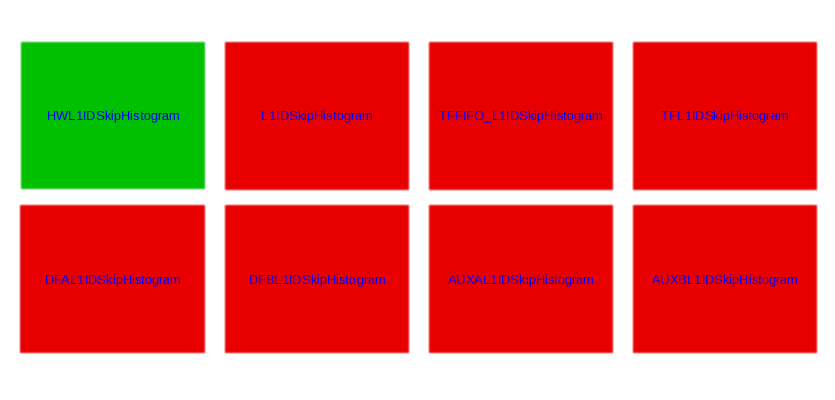 HWL1IDSkipHistogram
L1IDSkipHistogram
TFFIFO_L1IDSkipHistogram
TFL1IDSkipHistogram
DFAL1IDSkipHistogram
DFBL1IDSkipHistogram
AUXAL1IDSkipHistogram
AUXBL1IDSkipHistogram